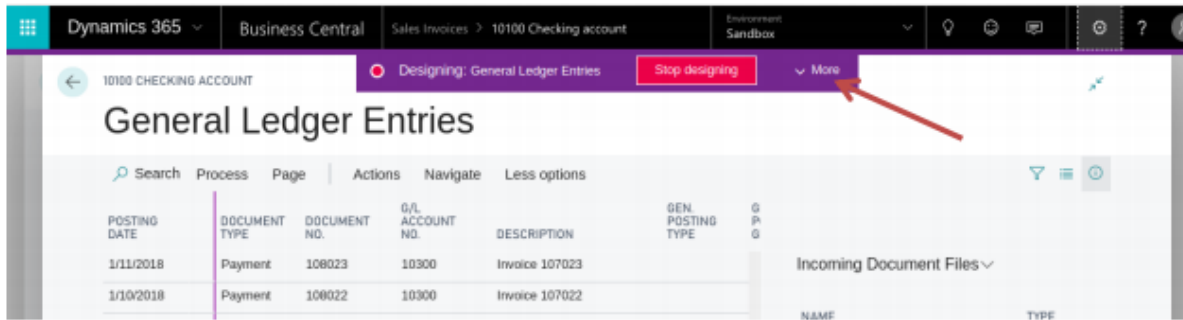 Dynamics 365 Business Central Sales Invoices > 10100 Checking account Environment Sandbox ?
10100 CHECKING ACCOUNT Designing: General Ledger Entries Stop designing More
General Ledger Entries
Search Process Page Actions Navigate Less options
POSTING DATE DOCUMENT TYPE DOCUMENT NO. G/L ACCOUNT NO. DESCRIPTION GEN. POSTING TYPE
1/11/2018 Payment 108023 10300 Invoice 107023
Incoming Document Files
1/10/2018 Payment 108022 10300 Invoice 107022
NAME TYPE